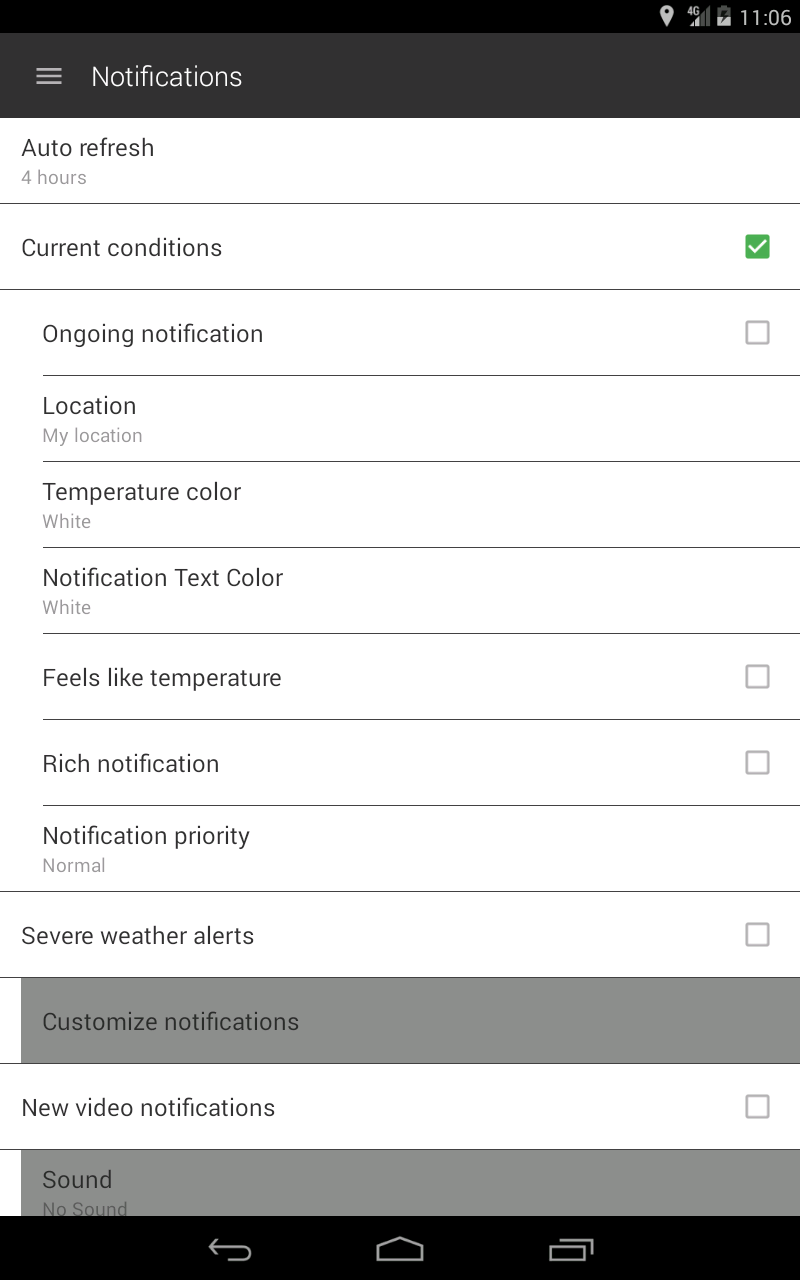 4G 11:06
Notifications
Auto refresh
4 hours
Current conditions
Ongoing notification
Location
My location
Temperature color
White
Notification Text Color
White
Feels like temperature
Rich notification
Notification priority
Normal
Severe weather alerts
Customize notifications
New video notifications
Sound
No Sound